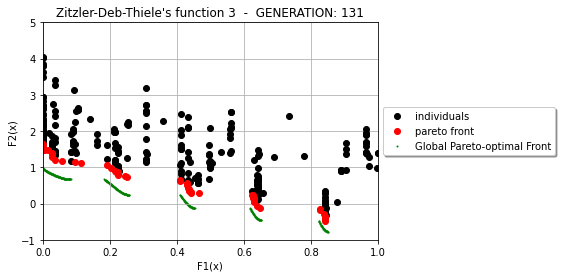 Zitzler-Deb-Thiele's function 3 - GENERATION: 131
5
4
3
2
1
0
-1
F2(x)
0.0 0.2 0.4 0.6 0.8 1.0
F1(x)
individuals
pareto front
Global Pareto-optimal Front